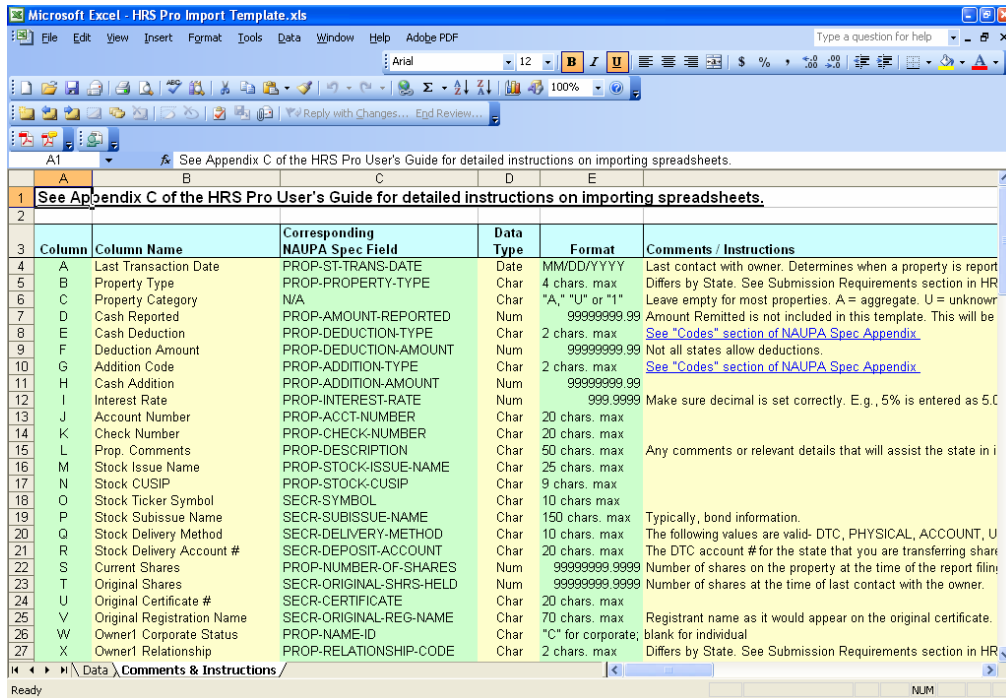 Microsoft Excel - HRS Pro Import Template.xls
File Edit View Insert Format Tools Data Window Help Adobe PDF Type a question for help
Arial 12 B I U $ % ,
100%
Reply with Changes... End Review...
A1 fx See Appendix C of the HRS Pro User's Guide for detailed instructions on importing spreadsheets.
A B C D E
1 See Appendix C of the HRS Pro User's Guide for detailed instructions on importing spreadsheets.
2
Corresponding Data
3 Column Column Name NAUPA Spec Field Type Format Comments / Instructions
4 A Last Transaction Date PROP-ST-TRANS-DATE Date MM/DD/YYYY Last contact with owner. Determines when a property is report
5 B Property Type PROP-PROPERTY-TYPE Char 4 chars. max Differs by State. See Submission Requirements section in HR
6 C Property Category N/A Char "A," "U" or "1" Leave empty for most properties. A = aggregate. U = unknown
7 D Cash Reported PROP-AMOUNT-REPORTED Num 99999999.99 Amount Remitted is not included in this template. This will be
8 E Cash Deduction PROP-DEDUCTION-TYPE Char 2 chars. max See "Codes" section of NAUPA Spec Appendix
9 F Deduction Amount PROP-DEDUCTION-AMOUNT Num 99999999.99 Not all states allow deductions.
10 G Addition Code PROP-ADDITION-TYPE Char 2 chars. max See "Codes" section of NAUPA Spec Appendix
11 H Cash Addition PROP-ADDITION-AMOUNT Num 99999999.99
12 I Interest Rate PROP-INTEREST-RATE Num 999.9999 Make sure decimal is set correctly. E.g., 5% is entered as 5.0
13 J Account Number PROP-ACCT-NUMBER Char 20 chars. max
14 K Check Number PROP-CHECK-NUMBER Char 20 chars. max
15 L Prop. Comments PROP-DESCRIPTION Char 50 chars. max Any comments or relevant details that will assist the state in i
16 M Stock Issue Name PROP-STOCK-ISSUE-NAME Char 25 chars. max
17 N Stock CUSIP PROP-STOCK-CUSIP Char 9 chars. max
18 O Stock Ticker Symbol SECR-SYMBOL Char 10 chars max
19 P Stock Subissue Name SECR-SUBISSUE-NAME Char 150 chars. max Typically, bond information.
20 Q Stock Delivery Method SECR-DELIVERY-METHOD Char 10 chars. max The following values are valid- DTC, PHYSICAL, ACCOUNT, U
21 R Stock Delivery Account # SECR-DEPOSIT-ACCOUNT Char 20 chars. max The DTC account # for the state that you are transferring share
22 S Current Shares PROP-NUMBER-OF-SHARES Num 99999999.9999 Number of shares on the property at the time of the report filing
23 T Original Shares SECR-ORIGINAL-SHRS-HELD Num 99999999.9999 Number of shares at the time of last contact with the owner.
24 U Original Certificate # SECR-CERTIFICATE Char 20 chars. max
25 V Original Registration Name SECR-ORIGINAL-REG-NAME Char 70 chars. max Registrant name as it would appear on the original certificate.
26 W Owner1 Corporate Status PROP-NAME-ID Char "C" for corporate; blank for individual
27 X Owner1 Relationship PROP-RELATIONSHIP-CODE Char 2 chars. max Differs by State. See Submission Requirements section in HR
Data Comments & Instructions
Ready NUM